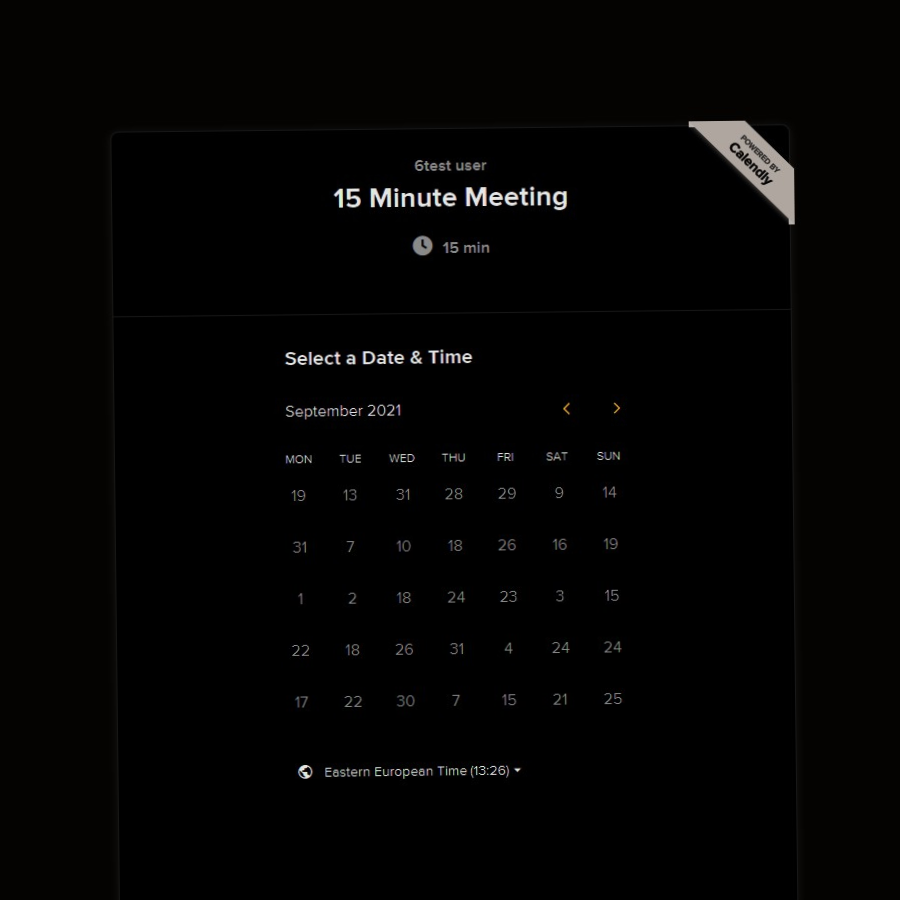 POWERED BY
Calendly
6test user
15 Minute Meeting
15 min
Select a Date & Time
September 2021
MON TUE WED THU FRI SAT SUN
19 13 31 28 29 9 14
31 7 10 18 26 16 19
1 2 18 24 23 3 15
22 18 26 31 4 24 24
17 22 30 7 15 21 25
Eastern European Time (13:26)